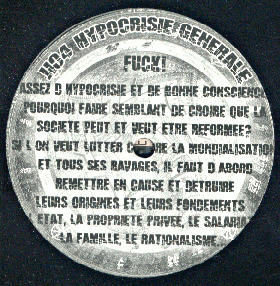 HYPOCRISIE GENERALE
FUCK!
ASSEZ D HYPOCRISIE ET DE BONNE CONSCIENCE
POURQUOI FAIRE SEMBLANT DE CROIRE QUE LA
SOCIETE PEUT ET VEUT ETRE REFORMEE?
SI L ON VEUT LUTTER CONTRE LA MONDIALISATION
ET TOUS SES RAVAGES, IL FAUT D ABORD
REMETTRE EN CAUSE ET DETRUIRE
LEURS ORIGINES ET LEURS FONDEMENTS
L ETAT, LA PROPRIETE PRIVEE, LE SALARIAT
LA FAMILLE, LE RATIONALISME...